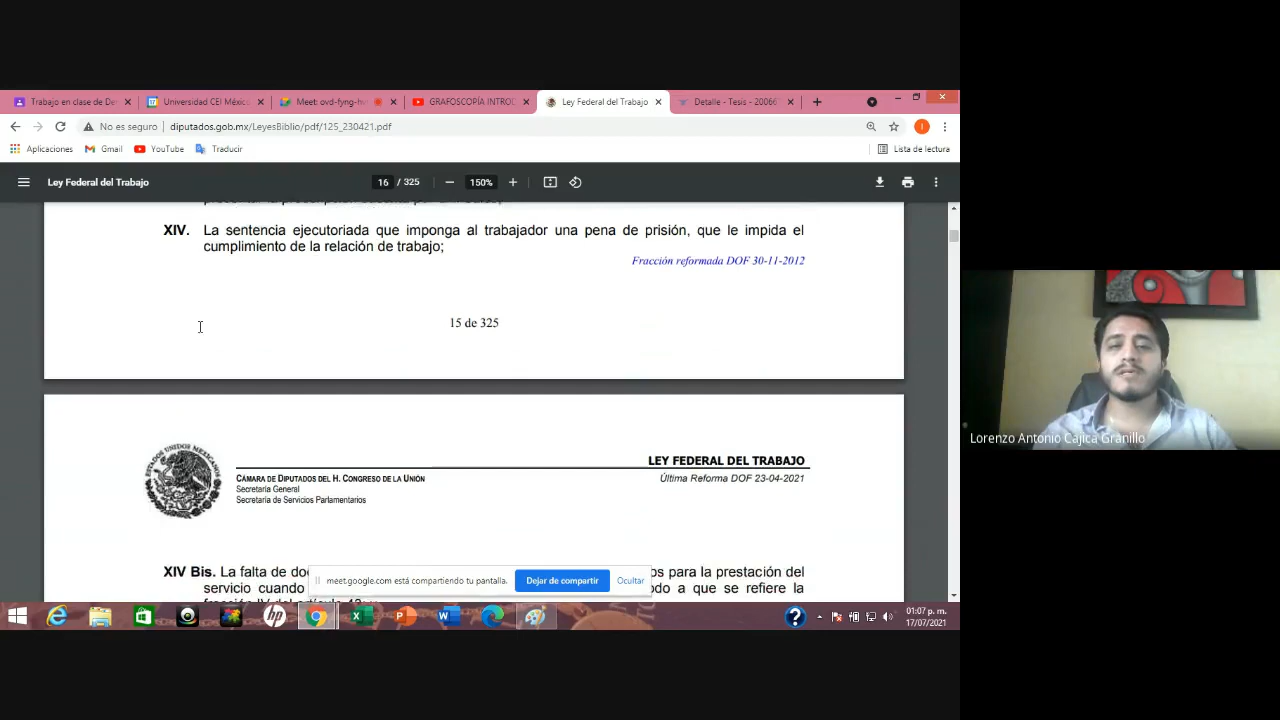 Trabajo en clase de De
Universidad CEI México
Meet: ovd-fyng-h
GRAFOSCOPÍA INTROD
Ley Federal del Trabajo
Detalle - Tesis - 20066
No es seguro
diputados.gob.mx/LeyesBiblio/pdf/125_230421.pdf
Aplicaciones
Gmail
YouTube
Traducir
Lista de lectura
Ley Federal del Trabajo
16 / 325
150%
XIV. La sentencia ejecutoriada que imponga al trabajador una pena de prisión, que le impida el
cumplimiento de la relación de trabajo;
Fracción reformada DOF 30-11-2012
15 de 325
ESTADOS UNIDOS MEXICANOS
LEY FEDERAL DEL TRABAJO
CÁMARA DE DIPUTADOS DEL H. CONGRESO DE LA UNIÓN
Última Reforma DOF 23-04-2021
Secretaría General
Secretaría de Servicios Parlamentarios
XIV Bis. La falta de do os para la prestación del
servicio cuando odo a que se refiere la
meet.google.com está compartiendo tu pantalla.
Dejar de compartir
Ocultar
Lorenzo Antonio Cajica Granillo
01:07 p. m.
17/07/2021